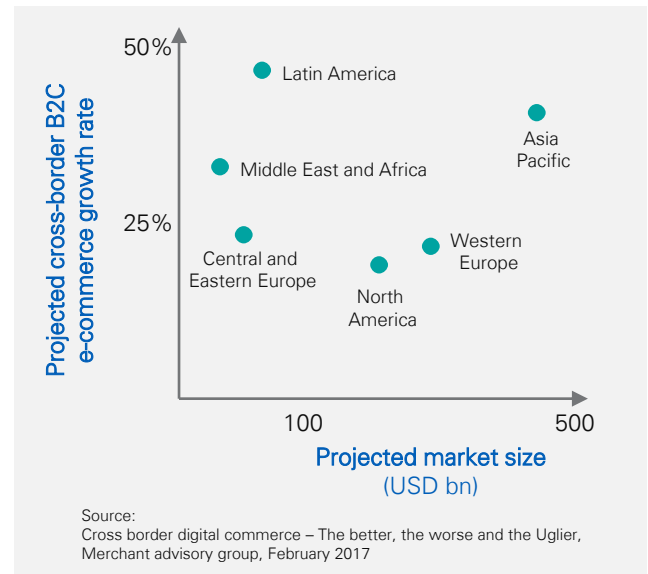 50%
Latin America
Asia
Pacific
Middle East and Africa
Projected cross-border B2C
e-commerce growth rate
25%
Central and
Eastern Europe
Western
Europe
North
America
100
500
Projected market size
(USD bn)
Source:
Cross border digital commerce – The better, the worse and the Uglier,
Merchant advisory group, February 2017